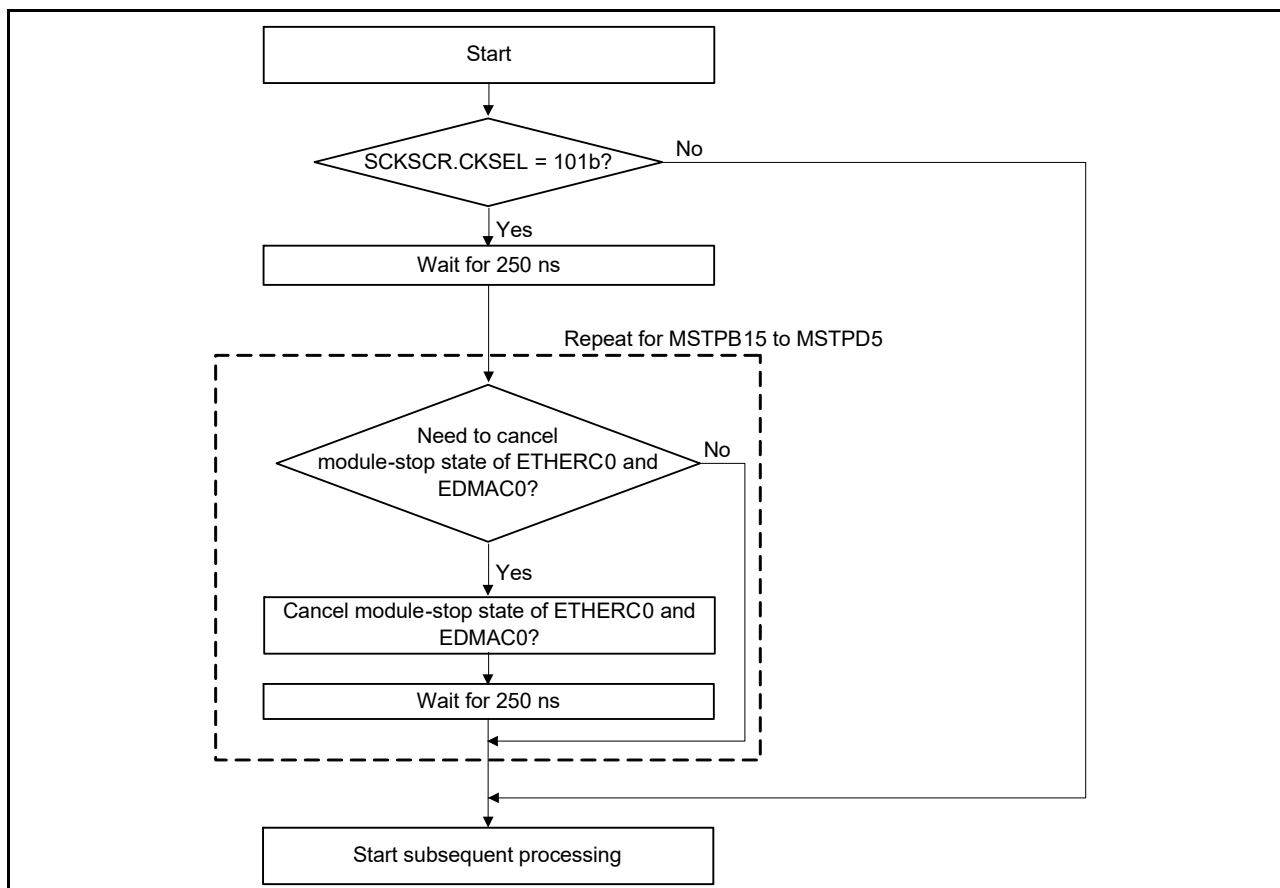 Start
SCKSCR.CKSEL = 101b?
No
Yes
Wait for 250 ns
Repeat for MSTPB15 to MSTPD5
Need to cancel
module-stop state of ETHERC0 and
EDMAC0?
No
Yes
Cancel module-stop state of ETHERC0 and
EDMAC0?
Wait for 250 ns
Start subsequent processing